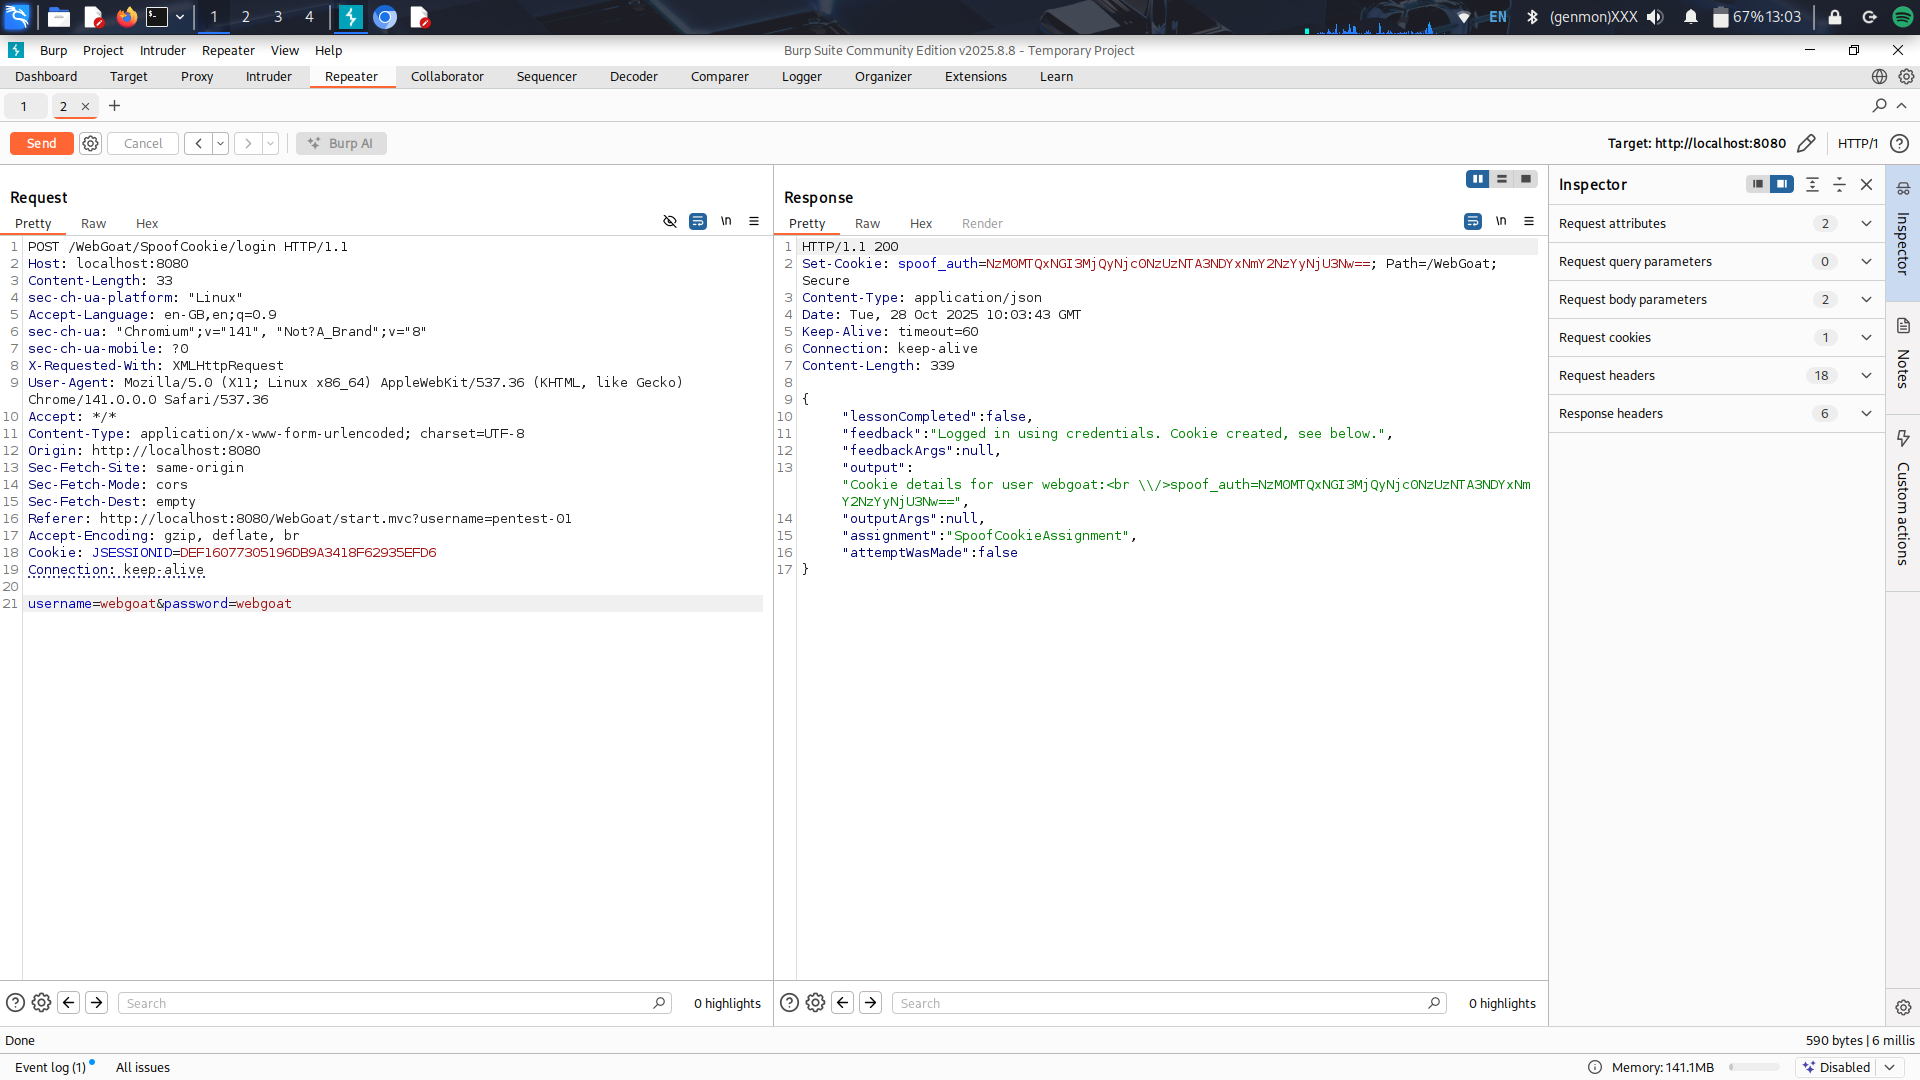 1 2 3 4
EN (genmon)XXX 67% 13:03
Burp Project Intruder Repeater View Help
Burp Suite Community Edition v2025.8.8 - Temporary Project
Dashboard Target Proxy Intruder Repeater Collaborator Sequencer Decoder Comparer Logger Organizer Extensions Learn
1 2 × +
Send Cancel < > Burp AI
Target: http://localhost:8080 HTTP/1 ?
Request
Pretty Raw Hex \n
1 POST /WebGoat/SpoofCookie/login HTTP/1.1
2 Host: localhost:8080
3 Content-Length: 33
4 sec-ch-ua-platform: "Linux"
5 Accept-Language: en-GB,en;q=0.9
6 sec-ch-ua: "Chromium";v="141", "Not?A_Brand";v="8"
7 sec-ch-ua-mobile: ?0
8 X-Requested-With: XMLHttpRequest
9 User-Agent: Mozilla/5.0 (X11; Linux x86_64) AppleWebKit/537.36 (KHTML, like Gecko)
Chrome/141.0.0.0 Safari/537.36
10 Accept: */*
11 Content-Type: application/x-www-form-urlencoded; charset=UTF-8
12 Origin: http://localhost:8080
13 Sec-Fetch-Site: same-origin
14 Sec-Fetch-Mode: cors
15 Sec-Fetch-Dest: empty
16 Referer: http://localhost:8080/WebGoat/start.mvc?username=pentest-01
17 Accept-Encoding: gzip, deflate, br
18 Cookie: JSESSIONID=DEF16077305196DB9A3418F62935EFD6
19 Connection: keep-alive
20
21 username=webgoat&password=webgoat
? Search 0 highlights
Response
Pretty Raw Hex Render \n
1 HTTP/1.1 200
2 Set-Cookie: spoof_auth=NzM0MTQxNGI3MjQyNjc0NzUzNTA3NDYxNmY2NzYyNjU3Nw==; Path=/WebGoat;
Secure
3 Content-Type: application/json
4 Date: Tue, 28 Oct 2025 10:03:43 GMT
5 Keep-Alive: timeout=60
6 Connection: keep-alive
7 Content-Length: 339
8
9 {
10 "lessonCompleted":false,
11 "feedback":"Logged in using credentials. Cookie created, see below.",
12 "feedbackArgs":null,
13 "output":
"Cookie details for user webgoat:<br \\/>spoof_auth=NzM0MTQxNGI3MjQyNjc0NzUzNTA3NDYxNm
Y2NzYyNjU3Nw==",
14 "outputArgs":null,
15 "assignment":"SpoofCookieAssignment",
16 "attemptWasMade":false
17 }
? Search 0 highlights
Inspector
Request attributes 2
Request query parameters 0
Request body parameters 2
Request cookies 1
Request headers 18
Response headers 6
Inspector
Notes
Custom actions
Done
590 bytes | 6 millis
Event log (1) All issues
Memory: 141.1MB Disabled